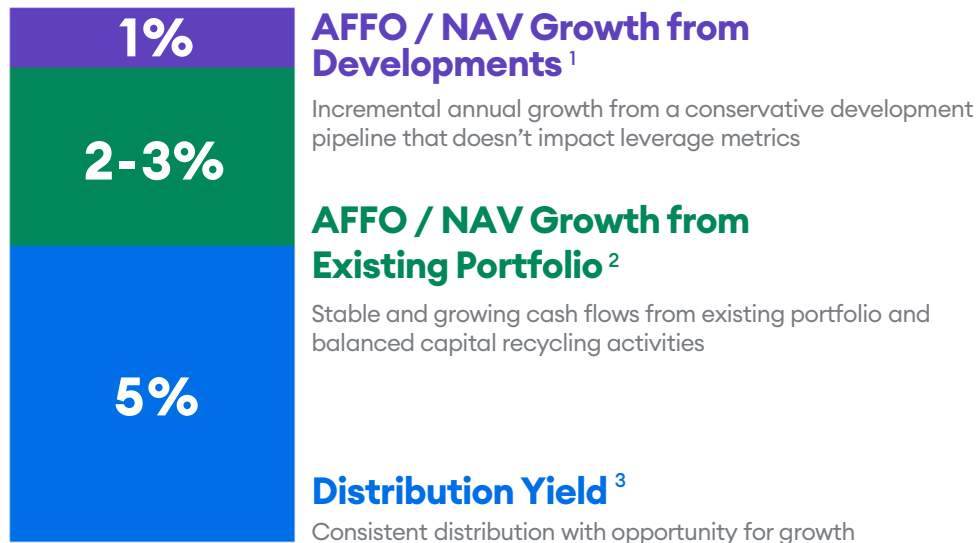 1%
AFFO / NAV Growth from
Developments 1
Incremental annual growth from a conservative development
pipeline that doesn’t impact leverage metrics
2-3%
AFFO / NAV Growth from
Existing Portfolio 2
Stable and growing cash flows from existing portfolio and
balanced capital recycling activities
5%
Distribution Yield 3
Consistent distribution with opportunity for growth